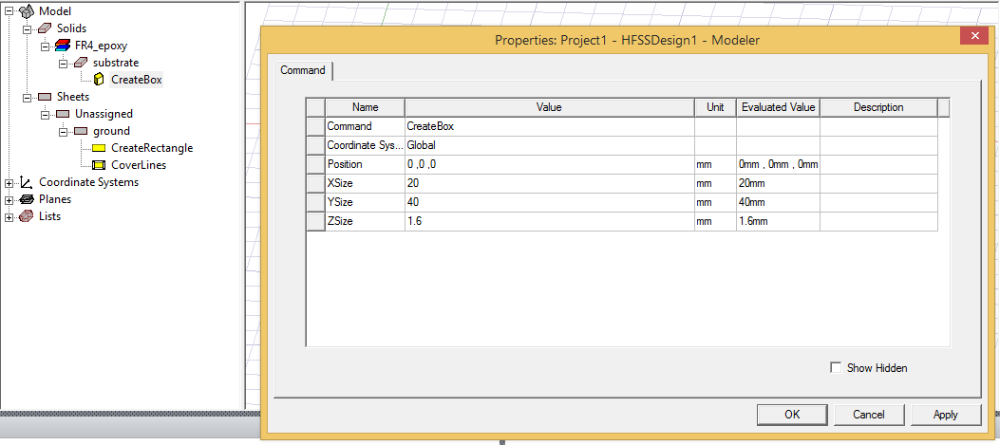 Model
Solids
FR4_epoxy
substrate
CreateBox
Sheets
Unassigned
ground
CreateRectangle
CoverLines
Coordinate Systems
Planes
Lists
Properties: Project1 - HFSSDesign1 - Modeler
Command
Name Value Unit Evaluated Value Description
Command CreateBox
Coordinate Sys... Global
Position 0 ,0 ,0 mm 0mm , 0mm , 0mm
XSize 20 mm 20mm
YSize 40 mm 40mm
ZSize 1.6 mm 1.6mm
Show Hidden
OK Cancel Apply